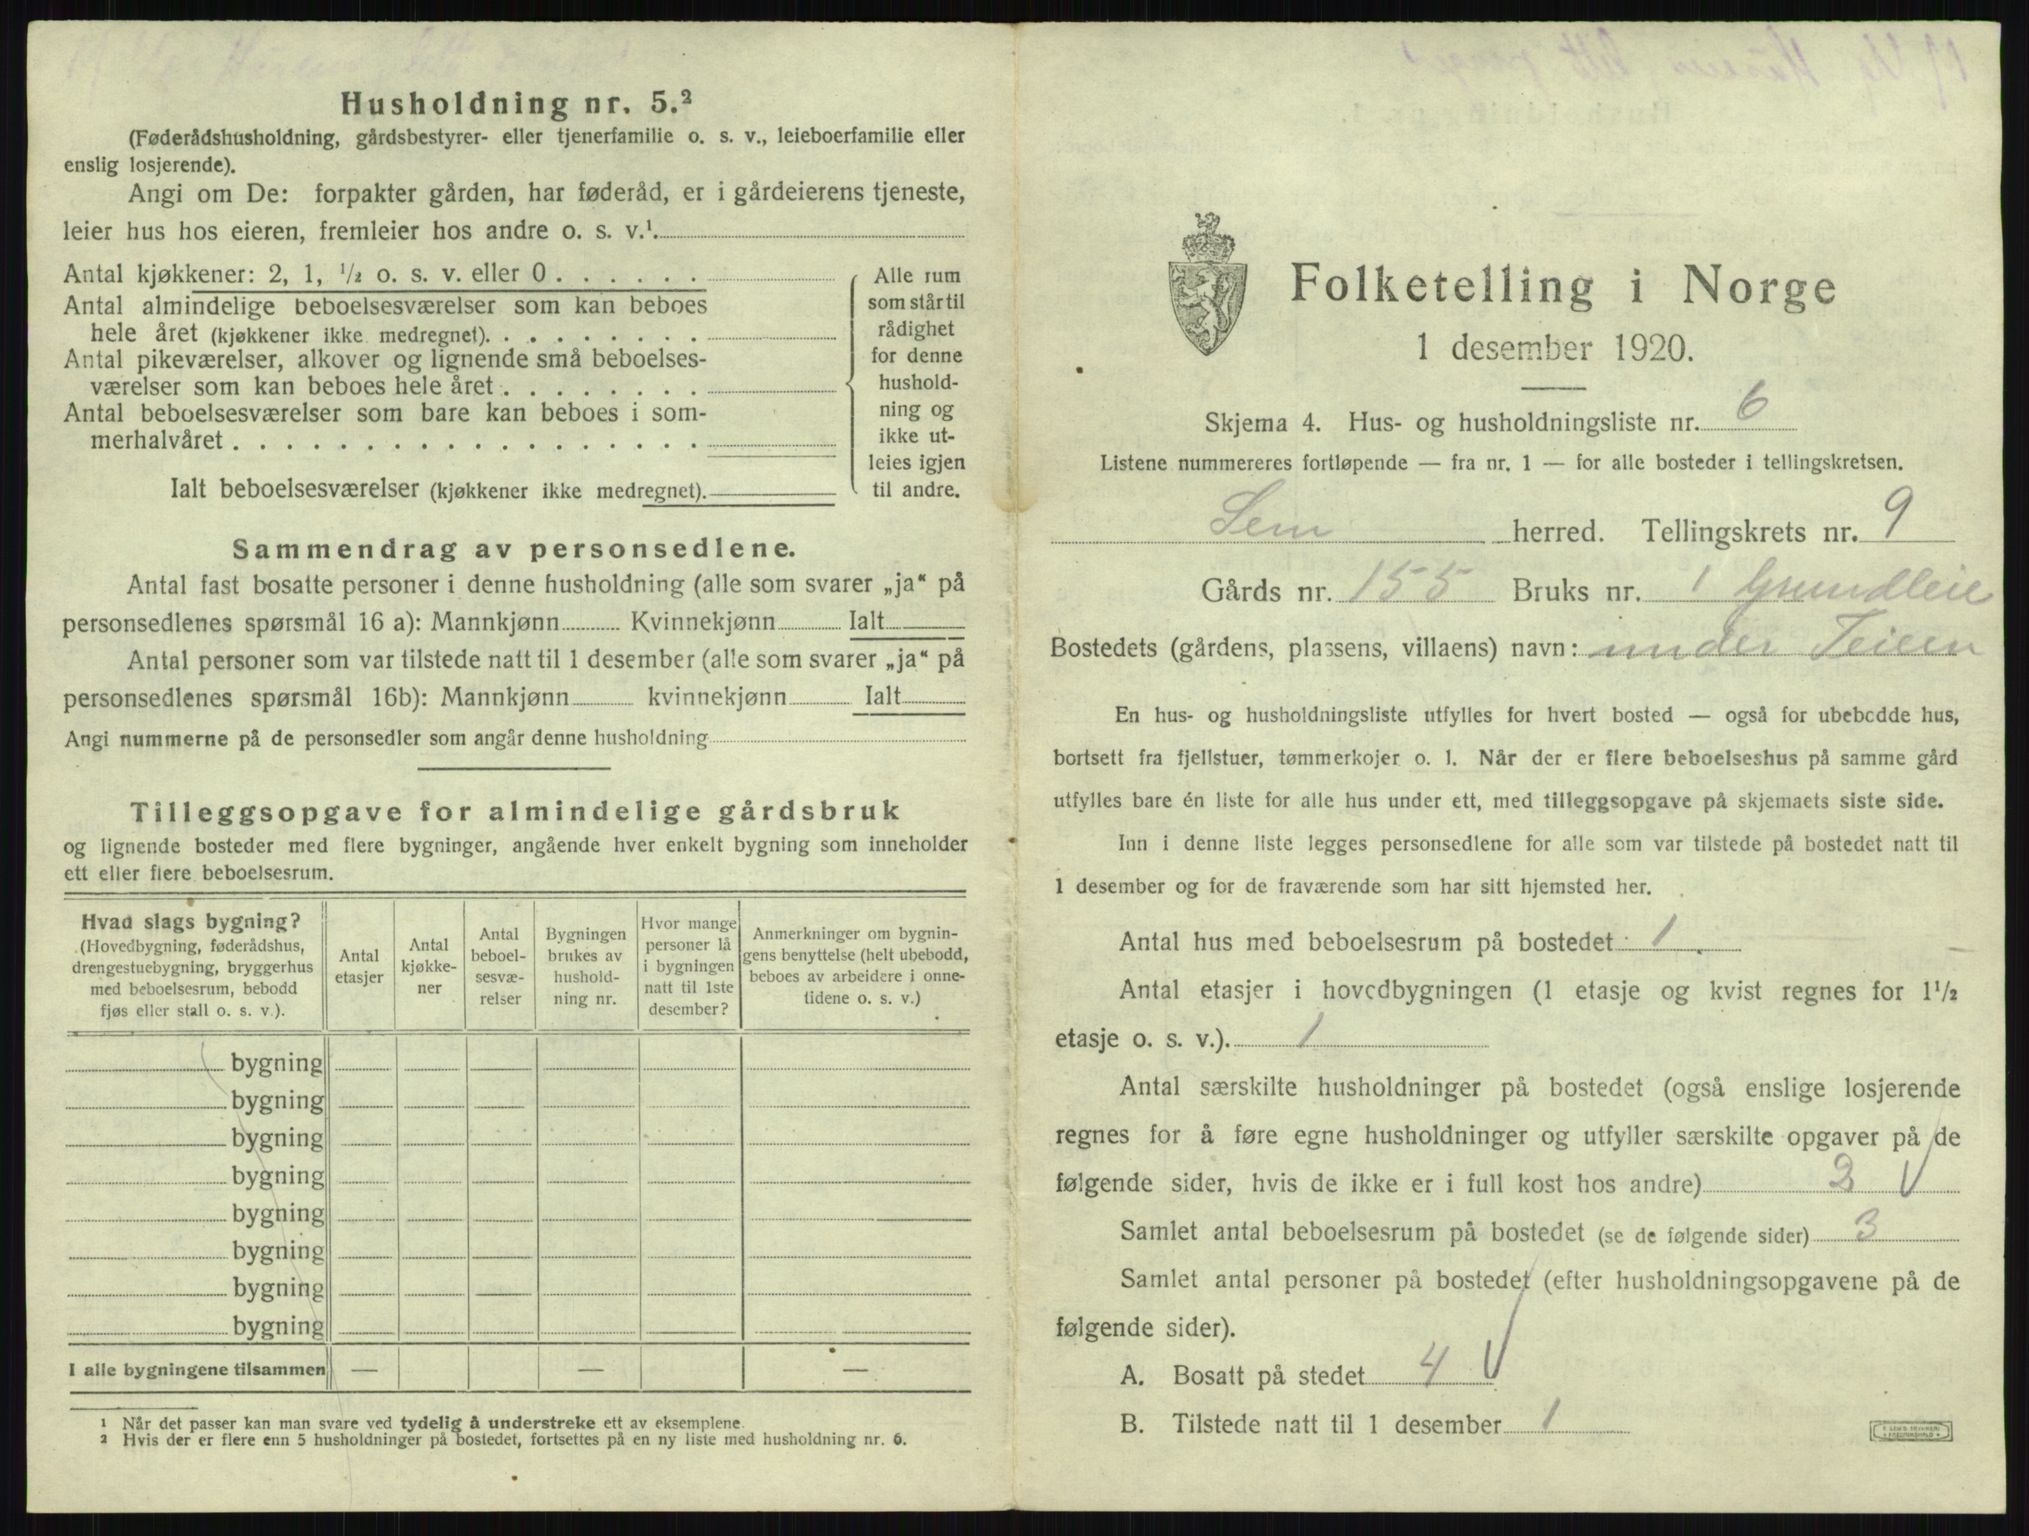 Husholdning nr. 5.²
(Føderådshusholdning, gårdsbestyrer- eller tjenerfamilie o. s. v., leieboerfamilie eller
enslig losjerende).
Angi om De: forpakter gården, har føderåd, er i gårdeierens tjeneste,
leier hus hos eieren, fremleier hos andre o. s. v.¹
Antal kjøkkener: 2, 1, ¹/₂ o. s. v. eller 0 . . . . . .
Antal almindelige beboelsesværelser som kan beboes
hele året (kjøkkener ikke medregnet). . . . . . . . .
Antal pikeværelser, alkover og lignende små beboelses-
værelser som kan beboes hele året . . . . . . . .
Antal beboelsesværelser som bare kan beboes i som-
merhalvåret . . . . . . . . . . . . . . . . . .
Ialt beboelsesværelser (kjøkkener ikke medregnet).
Alle rum
som står til
rådighet
for denne
hushold-
ning og
ikke ut-
leies igjen
til andre.
Sammendrag av personsedlene.
Antal fast bosatte personer i denne husholdning (alle som svarer „ja“ på
personsedlenes spørsmål 16 a): Mannkjønn Kvinnekjønn Ialt
Antal personer som var tilstede natt til 1 desember (alle som svarer „ja“ på
personsedlenes spørsmål 16b): Mannkjønn kvinnekjønn Ialt
Angi nummerne på de personsedler som angår denne husholdning
Tilleggsopgave for almindelige gårdsbruk
og lignende bosteder med flere bygninger, angående hver enkelt bygning som inneholder
ett eller flere beboelsesrum.
Hvad slags bygning?
(Hovedbygning, føderådshus,
drengestuebygning, bryggerhus
med beboelsesrum, bebodd
fjøs eller stall o. s. v.).
Antal
etasjer
Antal
kjøkke-
ner
Antal
beboel-
sesvæ-
relser
Bygningen
brukes av
hushold-
ning nr.
Hvor mange
personer lå
i bygningen
natt til 1ste
desember?
Anmerkninger om bygnin-
gens benyttelse (helt ubebodd,
beboes av arbeidere i onne-
tidene o. s. v.)
bygning
bygning
bygning
bygning
bygning
bygning
bygning
bygning
I alle bygningene tilsammen — — —
¹ Når det passer kan man svare ved tydelig å understreke ett av eksemplene.
² Hvis der er flere enn 5 husholdninger på bostedet, fortsettes på en ny liste med husholdning nr. 6.
Folketelling i Norge
1 desember 1920.
Skjema 4. Hus- og husholdningsliste nr. 6
Listene nummereres fortløpende — fra nr. 1 — for alle bosteder i tellingskretsen.
Sem herred. Tellingskrets nr. 9
Gårds nr. 155 Bruks nr. 1 Grundleie
Bostedets (gårdens, plassens, villaens) navn: under Teien
En hus- og husholdningsliste utfylles for hvert bosted — også for ubebodde hus,
bortsett fra fjellstuer, tømmerkojer o. l. Når der er flere beboelseshus på samme gård
utfylles bare én liste for alle hus under ett, med tilleggsopgave på skjemaets siste side.
Inn i denne liste legges personsedlene for alle som var tilstede på bostedet natt til
1 desember og for de fraværende som har sitt hjemsted her.
Antal hus med beboelsesrum på bostedet 1
Antal etasjer i hovedbygningen (1 etasje og kvist regnes for 1¹/₂
etasje o. s. v.). 1
Antal særskilte husholdninger på bostedet (også enslige losjerende
regnes for å føre egne husholdninger og utfyller særskilte opgaver på de
følgende sider, hvis de ikke er i full kost hos andre) 2
Samlet antal beboelsesrum på bostedet (se de følgende sider) 3
Samlet antal personer på bostedet (efter husholdningsopgavene på de
følgende sider).
A. Bosatt på stedet 4
B. Tilstede natt til 1 desember 1